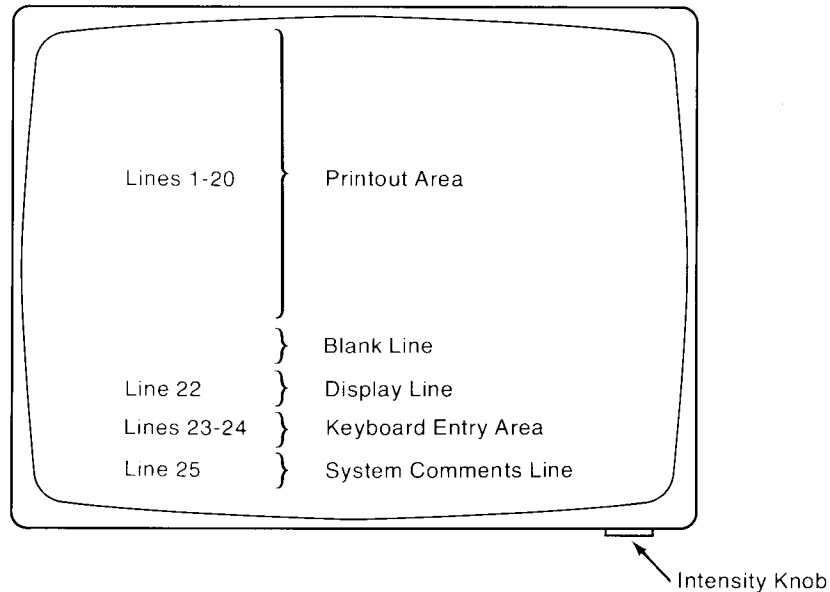 Lines 1-20 Printout Area
Blank Line
Line 22 Display Line
Lines 23-24 Keyboard Entry Area
Line 25 System Comments Line
Intensity Knob